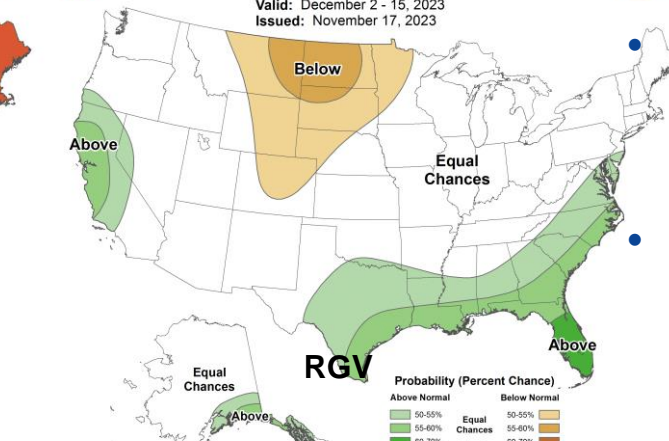 Valid: December 2 - 15, 2023
Issued: November 17, 2023
Below
Above
Equal
Chances
Above
RGV
Equal
Chances
Above
Probability (Percent Chance)
Above Normal
Below Normal
50-55%
55-60%
Equal
Chances
50-55%
55-60%